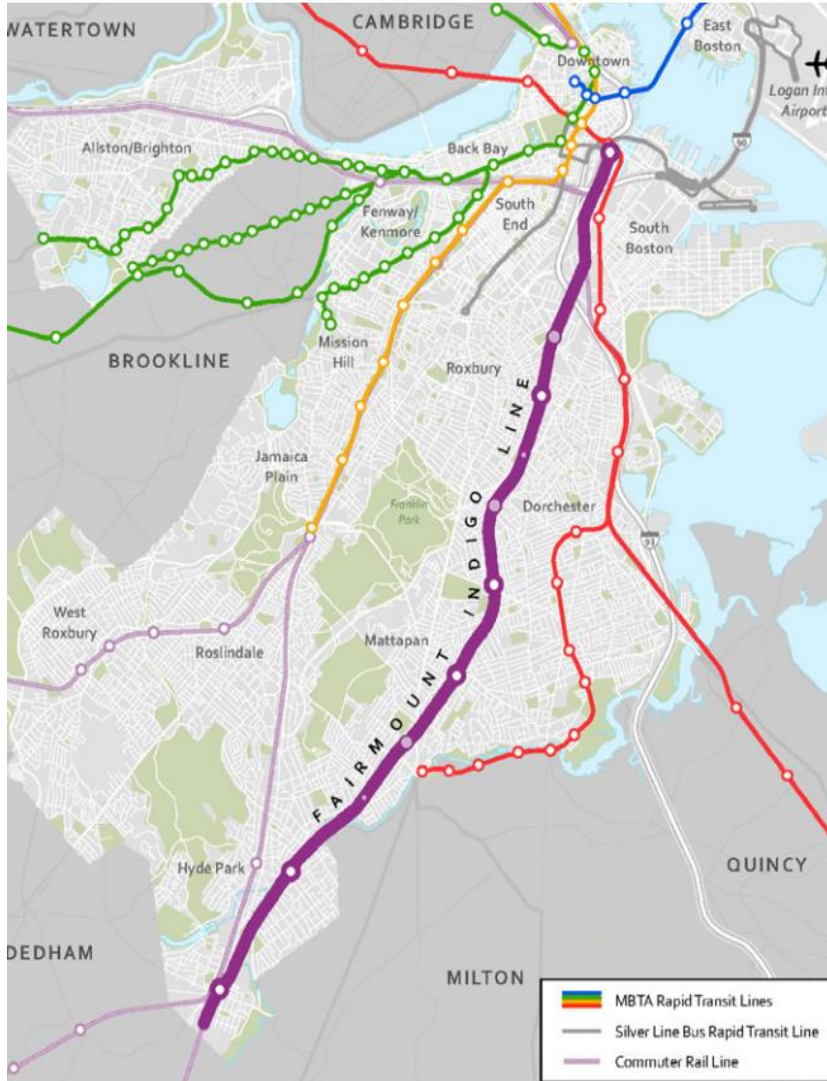 WATERTOWN
CAMBRIDGE
East
Boston
Downtown
Logan Int
Airport
90
Allston/Brighton
Back Bay
Fenway/
Kenmore
South
End
South
Boston
BROOKLINE
Mission
Hill
Roxbury
Jamaica
Plain
Franklin
Park
Dorchester
93
FAIRMOUNT INDIGO LINE
West
Roxbury
Roslindale
Mattapan
Hyde Park
QUINCY
DEDHAM
MILTON
MBTA Rapid Transit Lines
Silver Line Bus Rapid Transit Line
Commuter Rail Line